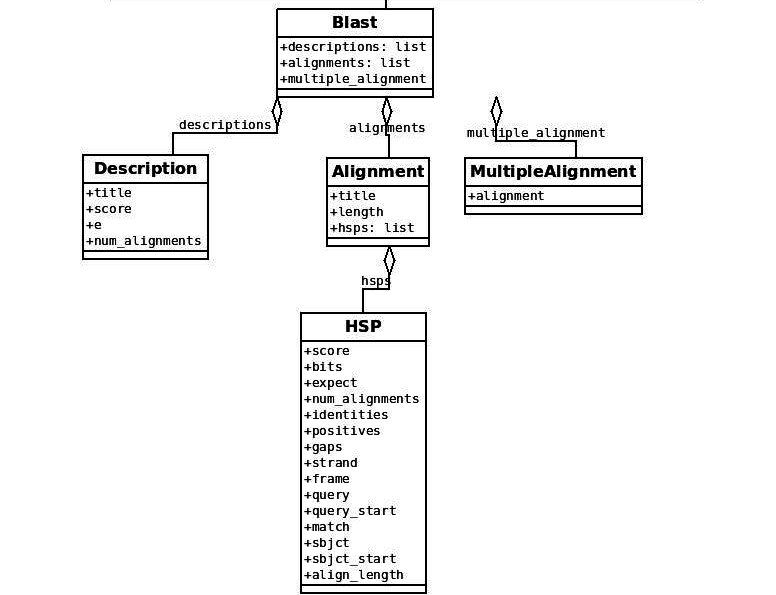 Blast
+descriptions: list
+alignments: list
+multiple_alignment
descriptions
alignments
multiple_alignment
Description
+title
+score
+e
+num_alignments
Alignment
+title
+length
+hsps: list
MultipleAlignment
+alignment
hsps
HSP
+score
+bits
+expect
+num_alignments
+identities
+positives
+gaps
+strand
+frame
+query
+query_start
+match
+sbjct
+sbjct_start
+align_length